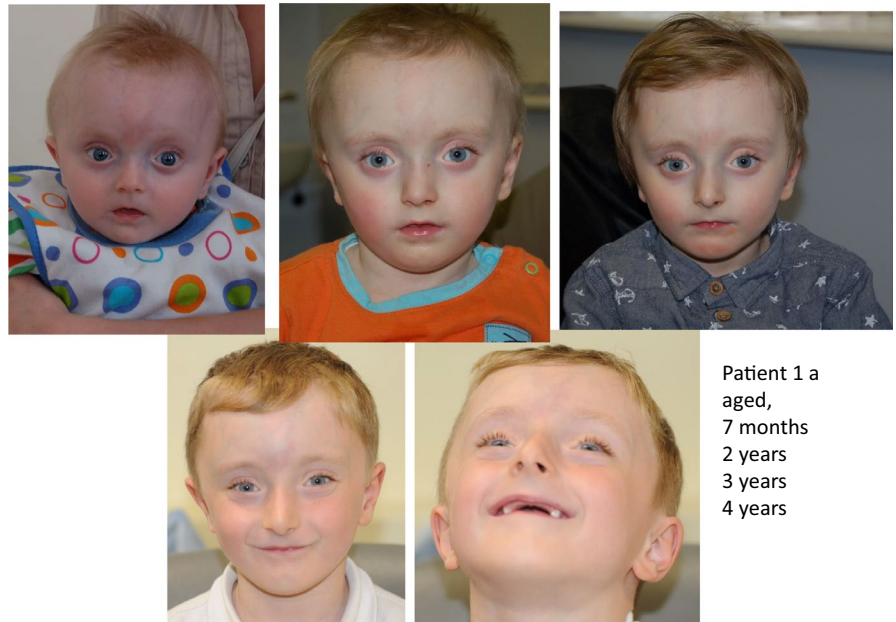 Patient 1 a
aged,
7 months
2 years
3 years
4 years